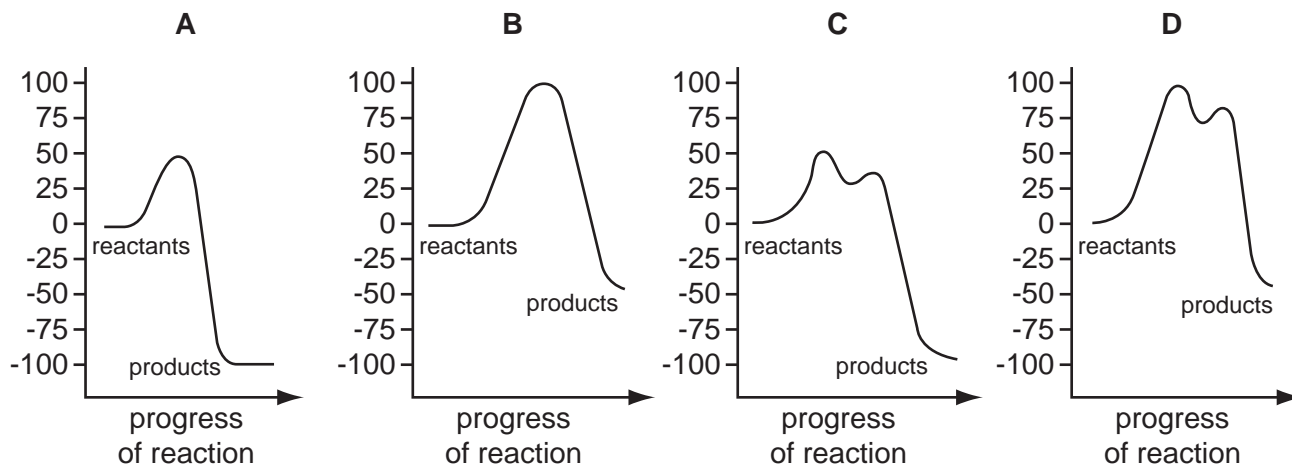 A
B
C
D
100
75
50
25
0
-25
-50
-75
-100
reactants
products
progress
of reaction
100
75
50
25
0
-25
-50
-75
-100
reactants
products
progress
of reaction
100
75
50
25
0
-25
-50
-75
-100
reactants
products
progress
of reaction
100
75
50
25
0
-25
-50
-75
-100
reactants
products
progress
of reaction